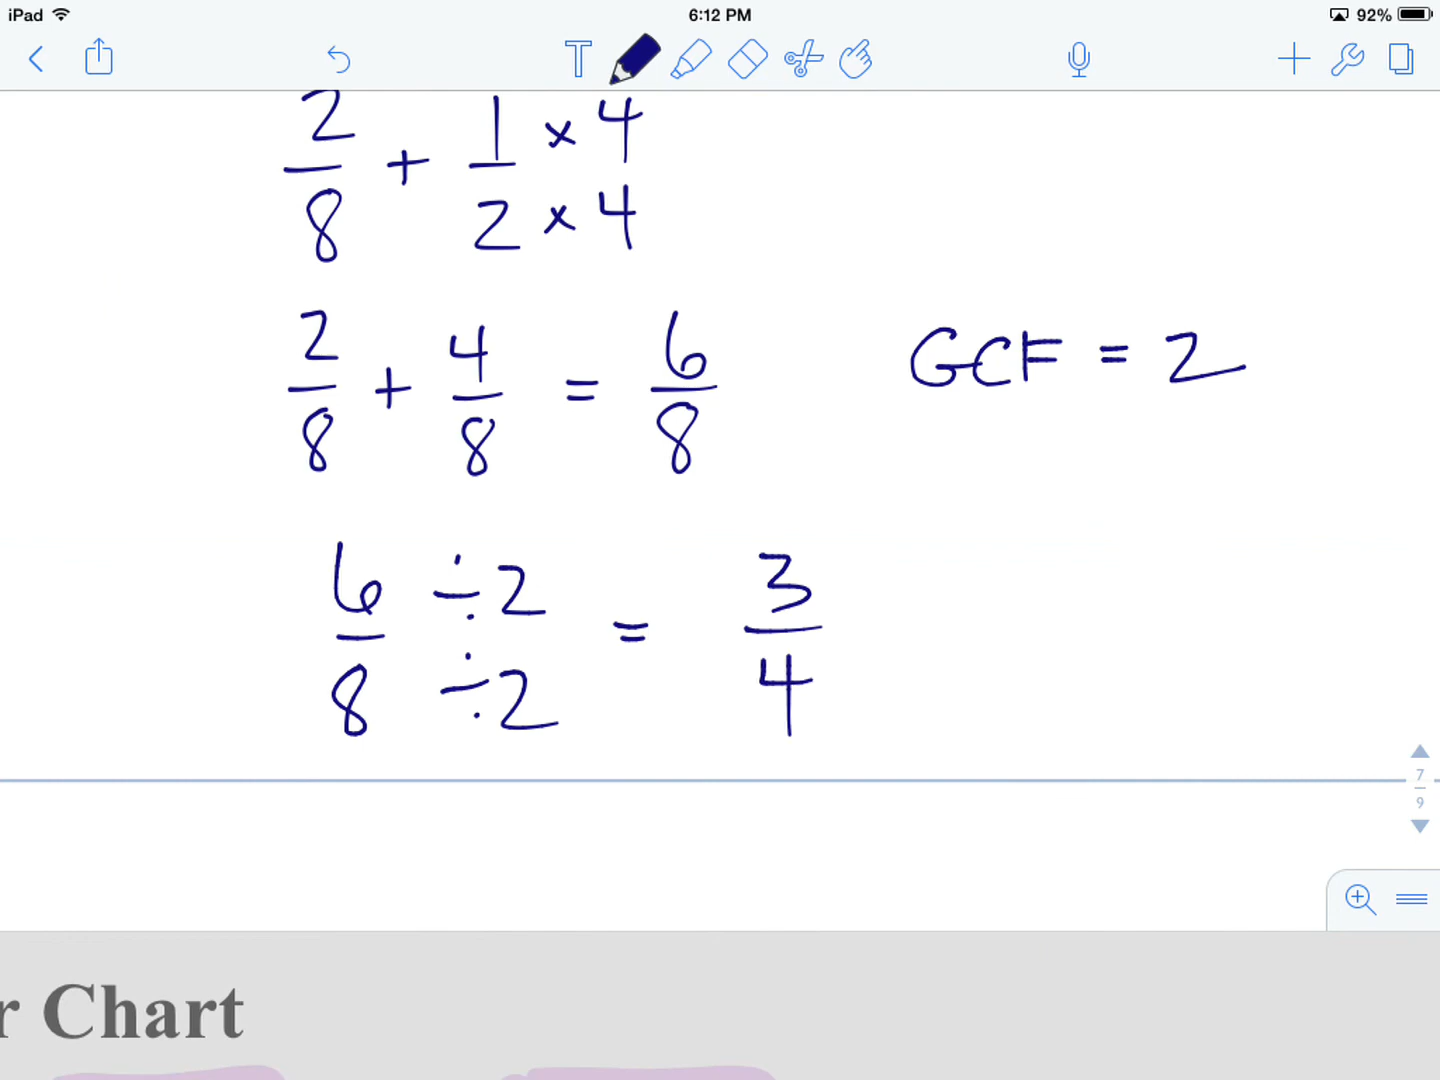 iPad 6:12 PM 92%
T
2/8 + 1/2 × 4 × 4
2/8 + 4/8 = 6/8 GCF = 2
6/8 ÷2 ÷2 = 3/4
7
9
r Chart